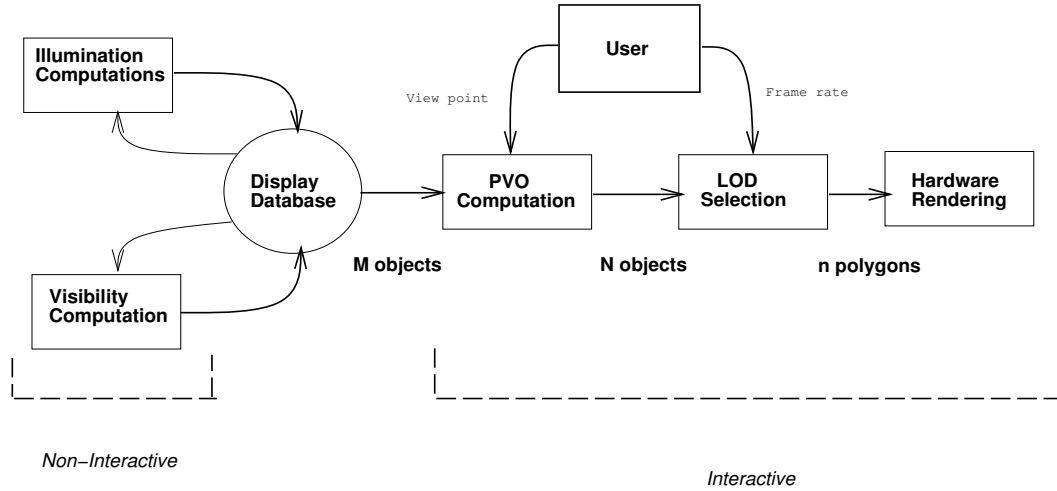 Illumination
Computations
User
View point
Frame rate
Display
Database
PVO
Computation
LOD
Selection
Hardware
Rendering
M objects
N objects
n polygons
Visibility
Computation
Non−Interactive
Interactive